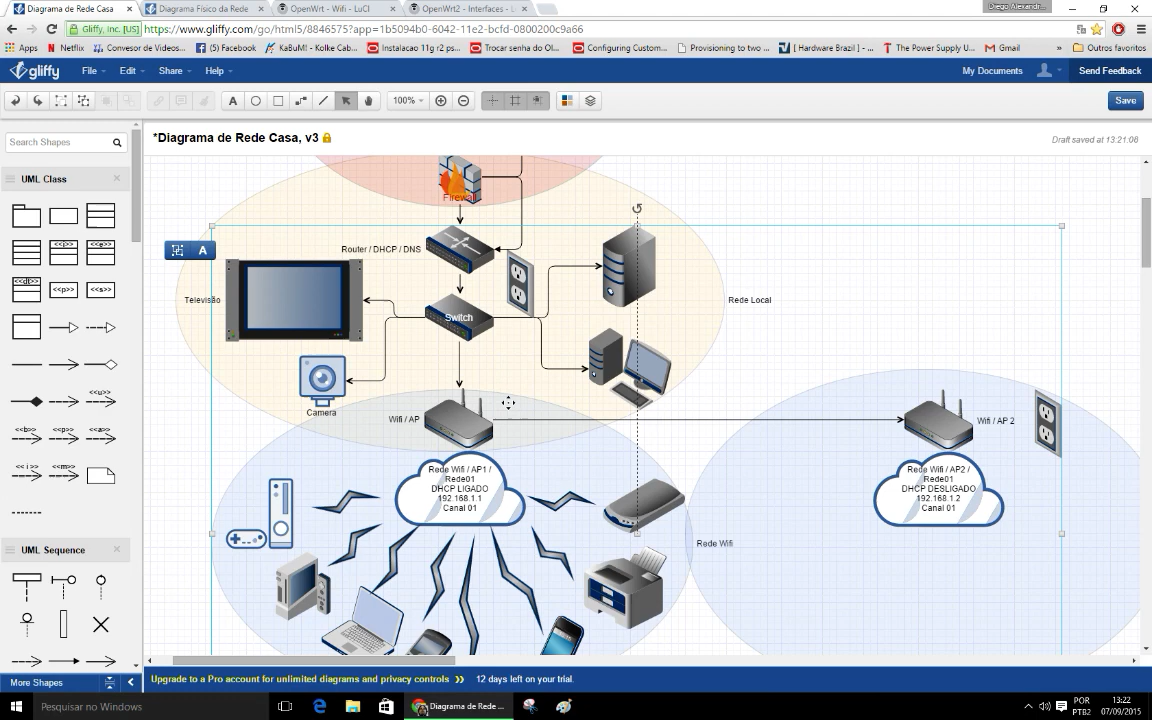 Diagrama de Rede Casa
Diagrama Físico da Rede
OpenWrt - Wifi - LuCI
OpenWrt2 - Interfaces - L
Diego Alexandr...
Gliffy, Inc. [US]
https://www.gliffy.com/go/html5/8846575?app=1b5094b0-6042-11e2-bcfd-0800200c9a66
Apps
Netflix
Convesor de Vídeos...
(5) Facebook
KaBuM! - Kolke Cab...
Instalacao 11g r2 ps...
Trocar senha do Ol...
Configuring Custom...
Provisioning to two ...
[ Hardware Brazil ] - ...
The Power Supply U...
Gmail
»
Outros favoritos
gliffy
File
Edit
Share
Help
My Documents
Send Feedback
A
100%
Save
Search Shapes
*Diagrama de Rede Casa, v3
Draft saved at 13:21:08
UML Class
Firewall
Router / DHCP / DNS
A
Televisão
Switch
Rede Local
Camera
Wifi / AP
Wifi / AP 2
Rede Wifi / AP1 /
Rede01
DHCP LIGADO
192.168.1.1
Canal 01
Rede Wifi / AP2 /
Rede01
DHCP DESLIGADO
192.168.1.2
Canal 01
Rede Wifi
UML Sequence
More Shapes
Upgrade to a Pro account for unlimited diagrams and privacy controls »
12 days left on your trial.
Pesquisar no Windows
Diagrama de Rede ...
POR
PTB2
13:22
07/09/2015